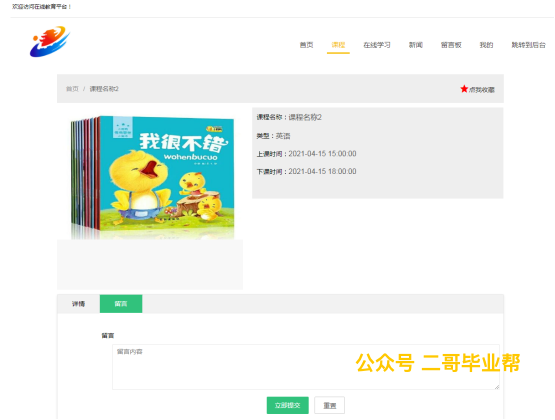 欢迎访问在线教育平台！
首页 课程 在线学习 新闻 留言板 我的 跳转到后台
首页 / 课程名称2 ★点我收藏
我很不错
wohenbucuo
课程名称：课程名称2
类型：英语
上课时间：2021-04-15 15:00:00
下课时间：2021-04-15 18:00:00
详情 留言
留言
留言内容
公众号 二哥毕业帮
立即提交 重置